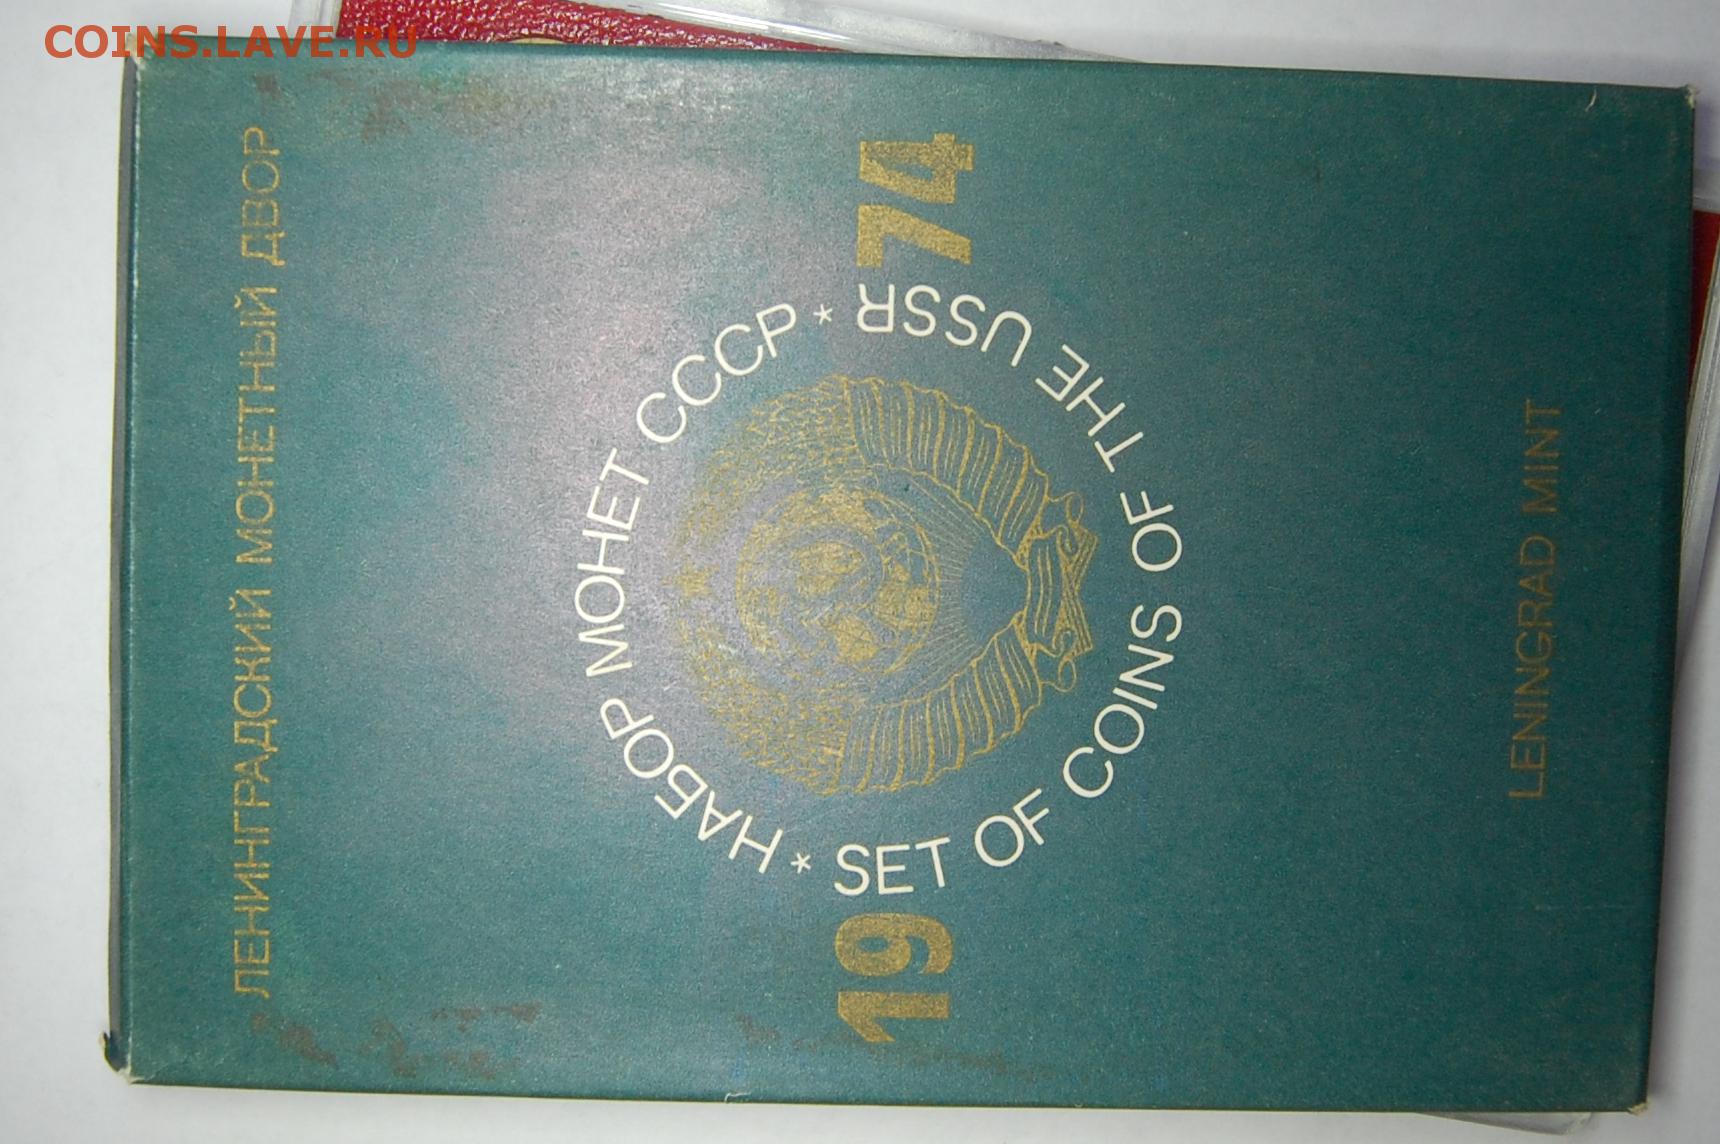 COINS.LAVE.RU
ЛЕНИНГРАДСКИЙ МОНЕТНЫЙ ДВОР
* НАБОР МОНЕТ СССР *
1974
SET OF COINS OF THE USSR
LENINGRAD MINT